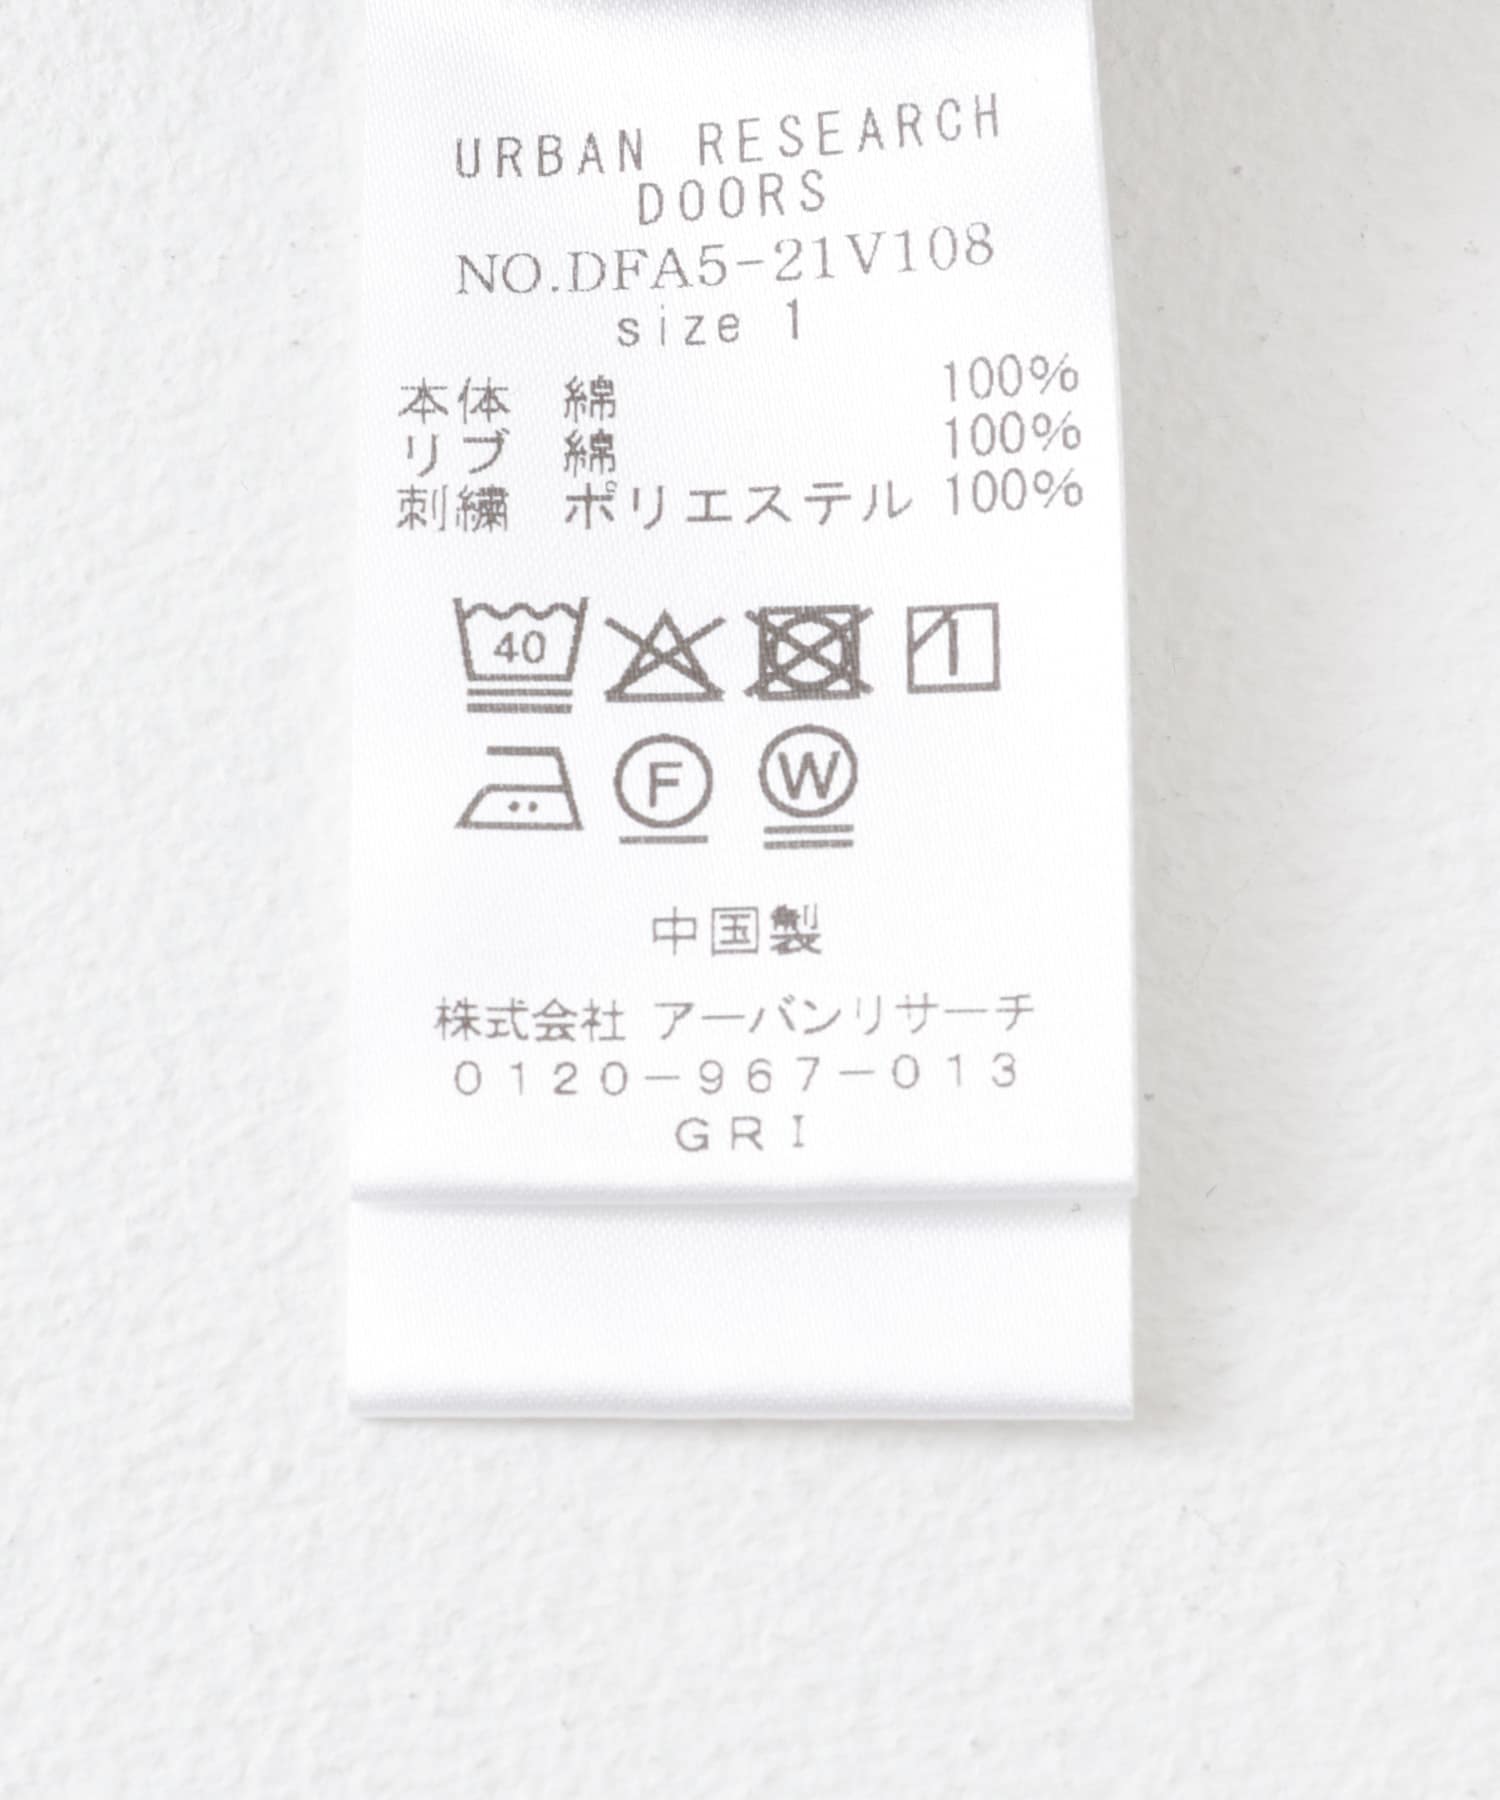 URBAN RESEARCH
DOORS
NO.DFA5-21V108
size 1
本体 綿 100%
リブ 綿 100%
刺繍 ポリエステル 100%
40
F W
中国製
株式会社 アーバンリサーチ
0120-967-013
GRI